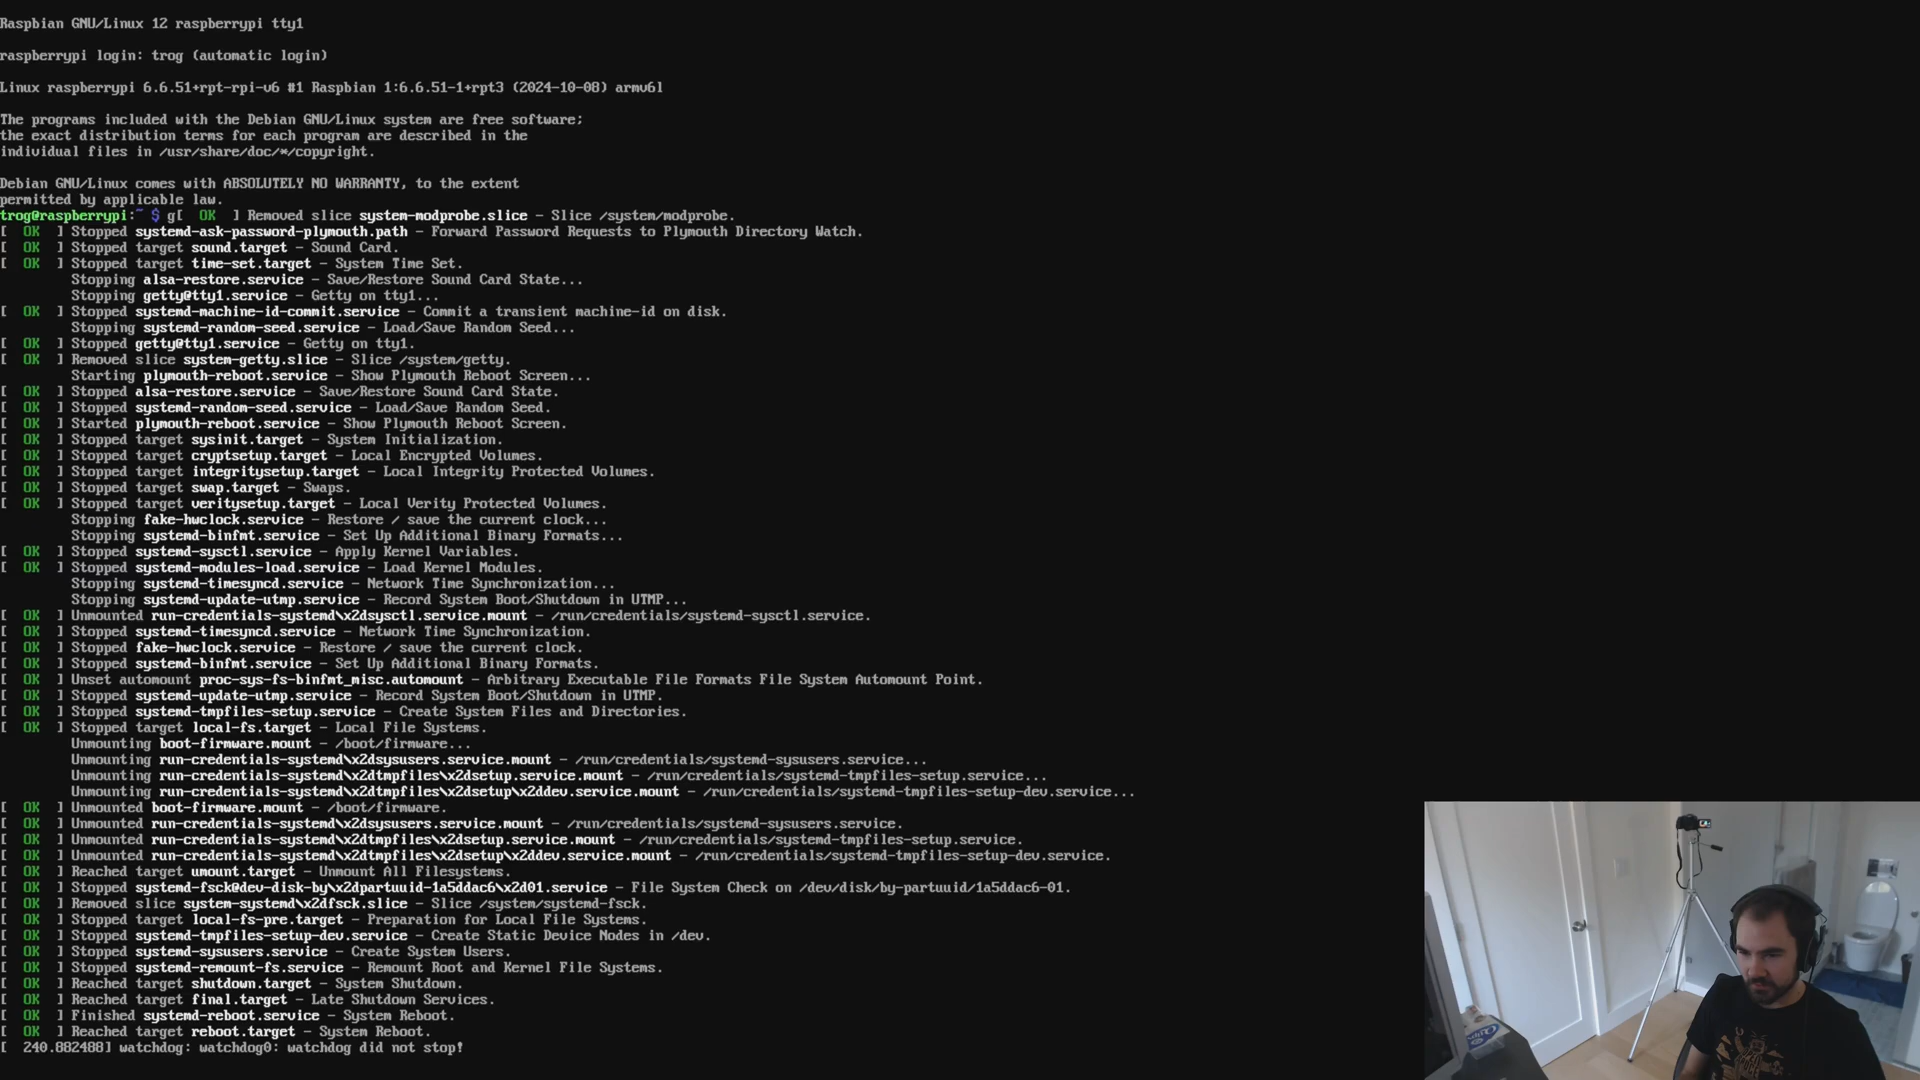 Raspbian GNU/Linux 12 raspberrypi tty1
raspberrypi login: trog (automatic login)
Linux raspberrypi 6.6.51+rpt-rpi-v6 #1 Raspbian 1:6.6.51-1+rpt3 (2024-10-08) armv6l
The programs included with the Debian GNU/Linux system are free software;
the exact distribution terms for each program are described in the
individual files in /usr/share/doc/*/copyright.
Debian GNU/Linux comes with ABSOLUTELY NO WARRANTY, to the extent
permitted by applicable law.
trog@raspberrypi:~ $ g[  OK  ] Removed slice system-modprobe.slice - Slice /system/modprobe.
[  OK  ] Stopped systemd-ask-password-plymouth.path - Forward Password Requests to Plymouth Directory Watch.
[  OK  ] Stopped target sound.target - Sound Card.
[  OK  ] Stopped target time-set.target - System Time Set.
Stopping alsa-restore.service - Save/Restore Sound Card State...
Stopping getty@tty1.service - Getty on tty1...
[  OK  ] Stopped systemd-machine-id-commit.service - Commit a transient machine-id on disk.
Stopping systemd-random-seed.service - Load/Save Random Seed...
[  OK  ] Stopped getty@tty1.service - Getty on tty1.
[  OK  ] Removed slice system-getty.slice - Slice /system/getty.
Starting plymouth-reboot.service - Show Plymouth Reboot Screen...
[  OK  ] Stopped alsa-restore.service - Save/Restore Sound Card State.
[  OK  ] Stopped systemd-random-seed.service - Load/Save Random Seed.
[  OK  ] Started plymouth-reboot.service - Show Plymouth Reboot Screen.
[  OK  ] Stopped target sysinit.target - System Initialization.
[  OK  ] Stopped target cryptsetup.target - Local Encrypted Volumes.
[  OK  ] Stopped target integritysetup.target - Local Integrity Protected Volumes.
[  OK  ] Stopped target swap.target - Swaps.
[  OK  ] Stopped target veritysetup.target - Local Verity Protected Volumes.
Stopping fake-hwclock.service - Restore / save the current clock...
Stopping systemd-binfmt.service - Set Up Additional Binary Formats...
[  OK  ] Stopped systemd-sysctl.service - Apply Kernel Variables.
[  OK  ] Stopped systemd-modules-load.service - Load Kernel Modules.
Stopping systemd-timesyncd.service - Network Time Synchronization...
Stopping systemd-update-utmp.service - Record System Boot/Shutdown in UTMP...
[  OK  ] Unmounted run-credentials-systemd\x2dsysctl.service.mount - /run/credentials/systemd-sysctl.service.
[  OK  ] Stopped systemd-timesyncd.service - Network Time Synchronization.
[  OK  ] Stopped fake-hwclock.service - Restore / save the current clock.
[  OK  ] Stopped systemd-binfmt.service - Set Up Additional Binary Formats.
[  OK  ] Unset automount proc-sys-fs-binfmt_misc.automount - Arbitrary Executable File Formats File System Automount Point.
[  OK  ] Stopped systemd-update-utmp.service - Record System Boot/Shutdown in UTMP.
[  OK  ] Stopped systemd-tmpfiles-setup.service - Create System Files and Directories.
[  OK  ] Stopped target local-fs.target - Local File Systems.
Unmounting boot-firmware.mount - /boot/firmware...
Unmounting run-credentials-systemd\x2dsysusers.service.mount - /run/credentials/systemd-sysusers.service...
Unmounting run-credentials-systemd\x2dtmpfiles\x2dsetup.service.mount - /run/credentials/systemd-tmpfiles-setup.service...
Unmounting run-credentials-systemd\x2dtmpfiles\x2dsetup\x2ddev.service.mount - /run/credentials/systemd-tmpfiles-setup-dev.service...
[  OK  ] Unmounted boot-firmware.mount - /boot/firmware.
[  OK  ] Unmounted run-credentials-systemd\x2dsysusers.service.mount - /run/credentials/systemd-sysusers.service.
[  OK  ] Unmounted run-credentials-systemd\x2dtmpfiles\x2dsetup.service.mount - /run/credentials/systemd-tmpfiles-setup.service.
[  OK  ] Unmounted run-credentials-systemd\x2dtmpfiles\x2dsetup\x2ddev.service.mount - /run/credentials/systemd-tmpfiles-setup-dev.service.
[  OK  ] Reached target umount.target - Unmount All Filesystems.
[  OK  ] Stopped systemd-fsck@dev-disk-by\x2dpartuuid-1a5ddac6\x2d01.service - File System Check on /dev/disk/by-partuuid/1a5ddac6-01.
[  OK  ] Removed slice system-systemd\x2dfsck.slice - Slice /system/systemd-fsck.
[  OK  ] Stopped target local-fs-pre.target - Preparation for Local File Systems.
[  OK  ] Stopped systemd-tmpfiles-setup-dev.service - Create Static Device Nodes in /dev.
[  OK  ] Stopped systemd-sysusers.service - Create System Users.
[  OK  ] Stopped systemd-remount-fs.service - Remount Root and Kernel File Systems.
[  OK  ] Reached target shutdown.target - System Shutdown.
[  OK  ] Reached target final.target - Late Shutdown Services.
[  OK  ] Finished systemd-reboot.service - System Reboot.
[  OK  ] Reached target reboot.target - System Reboot.
[  240.882488] watchdog: watchdog0: watchdog did not stop!